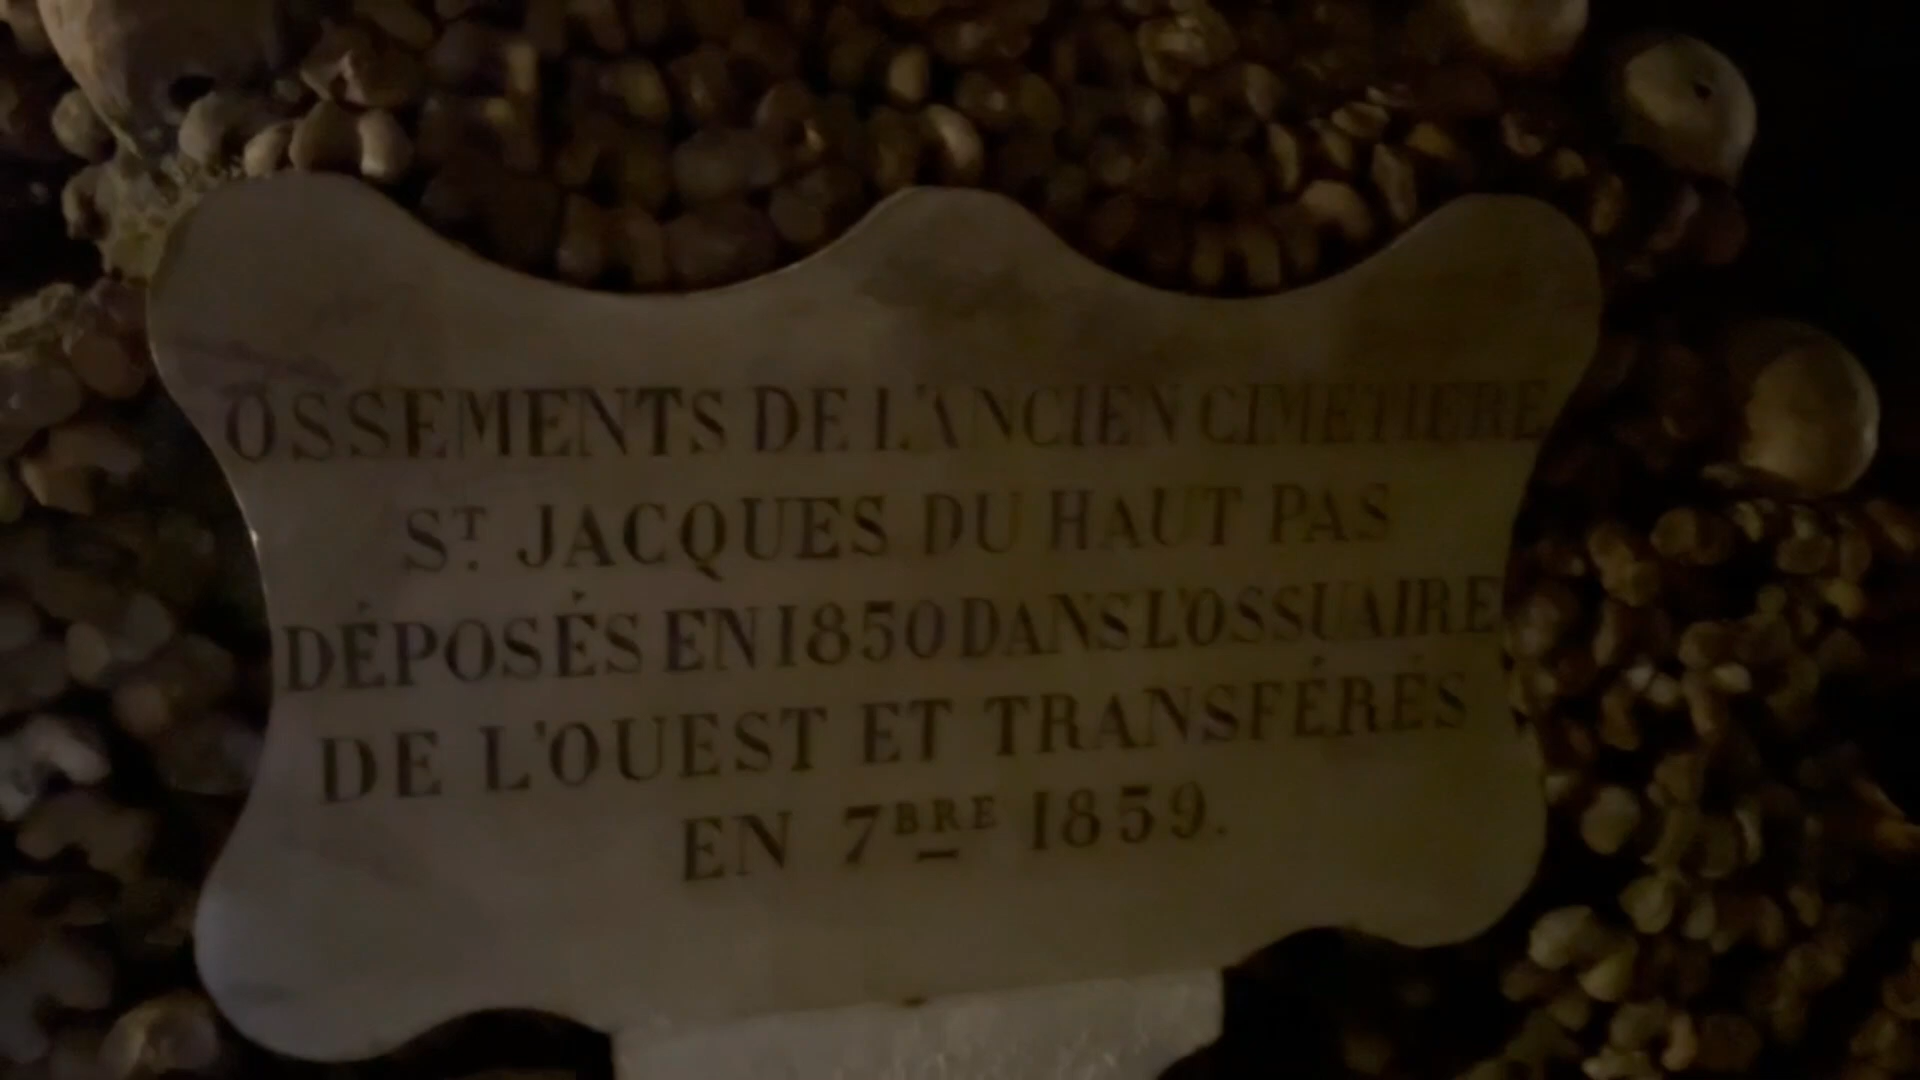 OSSEMENTS DE L'ANCIEN CIMETIERE
ST. JACQUES DU HAUT PAS
DÉPOSÉS EN 1850 DANS L'OSSUAIRE
DE L'OUEST ET TRANSFÉRÉS
EN 7BRE 1859.